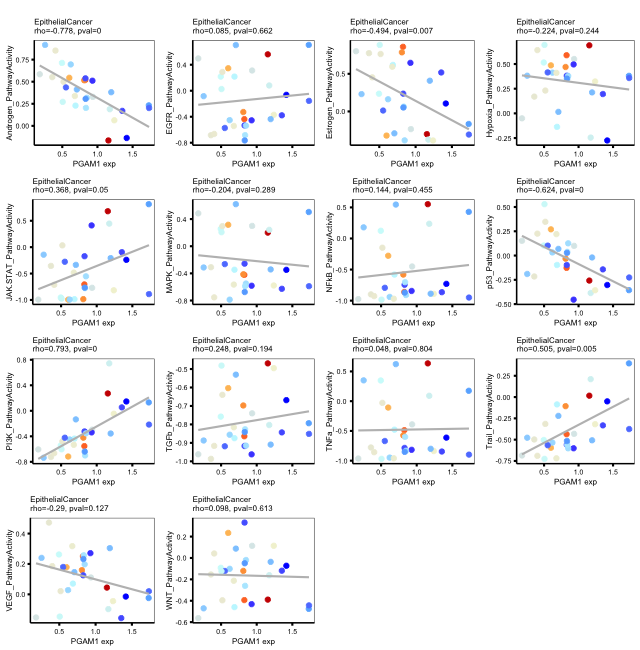 EpithelialCancer
rho=-0.778, pval=0
Androgen_PathwayActivity
0.75
0.50
0.25
0.00
0.5
1.0
1.5
PGAM1 exp
EpithelialCancer
rho=0.085, pval=0.662
EGFR_PathwayActivity
0.4
0.0
-0.4
-0.8
0.5
1.0
1.5
PGAM1 exp
EpithelialCancer
rho=-0.494, pval=0.007
Estrogen_PathwayActivity
0.5
0.0
0.5
1.0
1.5
PGAM1 exp
EpithelialCancer
rho=-0.224, pval=0.244
Hypoxia_PathwayActivity
0.75
0.50
0.25
0.00
-0.25
0.5
1.0
1.5
PGAM1 exp
EpithelialCancer
rho=0.368, pval=0.05
JAK.STAT_PathwayActivity
0.5
0.0
-0.5
-1.0
0.5
1.0
1.5
PGAM1 exp
EpithelialCancer
rho=-0.204, pval=0.289
MAPK_PathwayActivity
0.4
0.0
-0.4
-0.8
0.5
1.0
1.5
PGAM1 exp
EpithelialCancer
rho=0.144, pval=0.455
NFkB_PathwayActivity
0.5
0.0
-0.5
-1.0
0.5
1.0
1.5
PGAM1 exp
EpithelialCancer
rho=-0.624, pval=0
p53_PathwayActivity
0.50
0.25
0.00
-0.25
-0.50
0.5
1.0
1.5
PGAM1 exp
EpithelialCancer
rho=0.793, pval=0
PI3K_PathwayActivity
0.8
0.4
0.0
-0.4
-0.8
0.5
1.0
1.5
PGAM1 exp
EpithelialCancer
rho=0.248, pval=0.194
TGFb_PathwayActivity
-0.5
-0.6
-0.7
-0.8
-0.9
-1.0
0.5
1.0
1.5
PGAM1 exp
EpithelialCancer
rho=0.048, pval=0.804
TNFa_PathwayActivity
0.5
0.0
-0.5
-1.0
0.5
1.0
1.5
PGAM1 exp
EpithelialCancer
rho=0.505, pval=0.005
Trail_PathwayActivity
0.25
0.00
-0.25
-0.50
-0.75
0.5
1.0
1.5
PGAM1 exp
EpithelialCancer
rho=-0.29, pval=0.127
VEGF_PathwayActivity
0.4
0.2
0.0
0.5
1.0
1.5
PGAM1 exp
EpithelialCancer
rho=0.098, pval=0.613
WNT_PathwayActivity
0.2
0.0
-0.2
-0.4
-0.6
0.5
1.0
1.5
PGAM1 exp